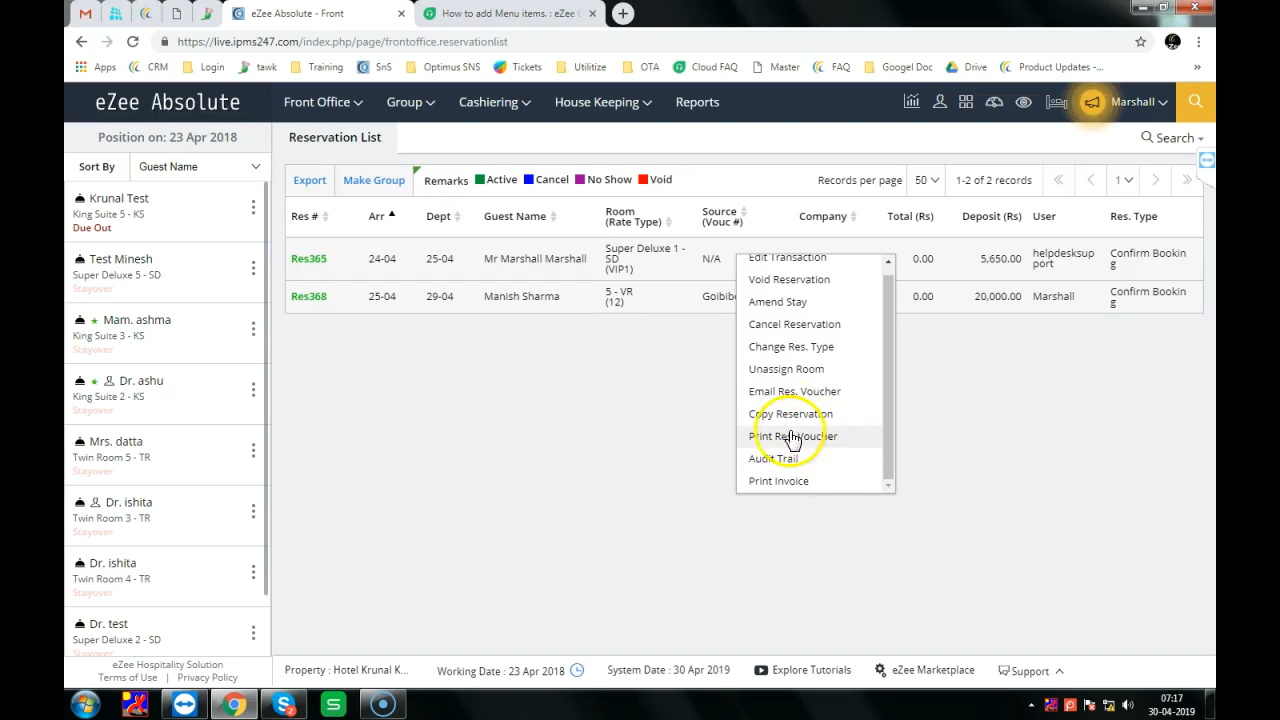 eZee Absolute - Front
How to add Menu items. : eZee
https://live.ipms247.com/index.php/page/frontoffice.reservationlist
Apps CRM Login tawk Training SnS Optimus SNS Tickets Utilitize OTA Cloud FAQ Master FAQ Googel Doc Drive Product Updates -...
eZee Absolute Front Office Group Cashiering House Keeping Reports Marshall
Position on: 23 Apr 2018 Reservation List Search
Sort By Guest Name
Export Make Group Remarks Active Cancel No Show Void Records per page 50 1-2 of 2 records 1
Krunal Test
King Suite 5 - KS
Due Out
Test Minesh
Super Deluxe 5 - SD
Stayover
Mam. ashma
King Suite 3 - KS
Stayover
Dr. ashu
King Suite 2 - KS
Stayover
Mrs. datta
Twin Room 5 - TR
Stayover
Dr. ishita
Twin Room 3 - TR
Stayover
Dr. ishita
Twin Room 4 - TR
Stayover
Dr. test
Super Deluxe 2 - SD
Stayover
Res # Arr Dept Guest Name Room (Rate Type) Source (Vouc #) Company Total (Rs) Deposit (Rs) User Res. Type
Res365 24-04 25-04 Mr Marshall Marshall Super Deluxe 1 - SD (VIP1) N/A 0.00 5,650.00 helpdesksupport Confirm Booking
Res368 25-04 29-04 Manish Sharma 5 - VR (12) Goibibo 0.00 20,000.00 Marshall Confirm Booking
Edit Transaction
Void Reservation
Amend Stay
Cancel Reservation
Change Res. Type
Unassign Room
Email Res. Voucher
Copy Reservation
Print Res. Voucher
Audit Trail
Print Invoice
eZee Hospitality Solution
Terms of Use | Privacy Policy
Property : Hotel Krunal K... Working Date : 23 Apr 2018 System Date : 30 Apr 2019 Explore Tutorials eZee Marketplace Support
07:17
30-04-2019